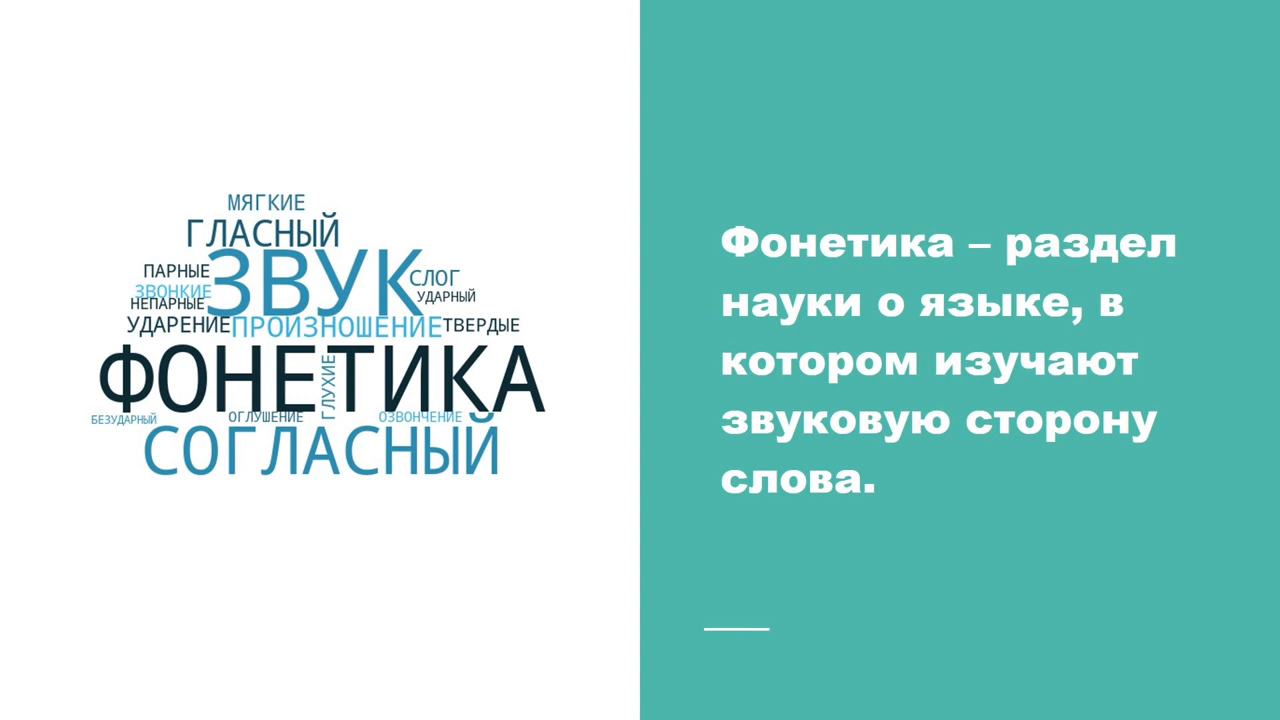 МЯГКИЕ
ГЛАСНЫЙ
ЗВУК
ПАРНЫЕ
СЛОГ
ЗВОНКИЕ
УДАРНЫЙ
НЕПАРНЫЕ
УДАРЕНИЕ
ПРОИЗНОШЕНИЕ
ТВЕРДЫЕ
ФОНЕТИКА
ГЛУХИЕ
БЕЗУДАРНЫЙ
ОГЛУШЕНИЕ
ОЗВОНЧЕНИЕ
СОГЛАСНЫЙ
Фонетика – раздел
науки о языке, в
котором изучают
звуковую сторону
слова.